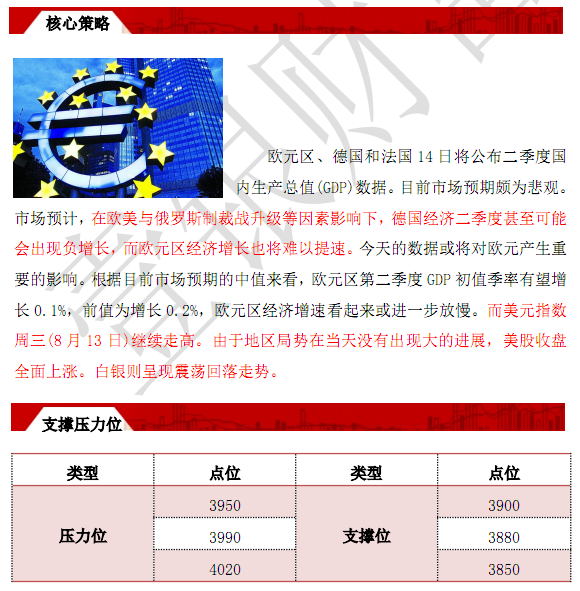 核心策略
欧元区、德国和法国 14 日将公布二季度国
内生产总值(GDP)数据。目前市场预期颇为悲观。
市场预计，在欧美与俄罗斯制裁战升级等因素影响下，德国经济二季度甚至可能
会出现负增长，而欧元区经济增长也将难以提速。今天的数据或将对欧元产生重
要的影响。根据目前市场预期的中值来看，欧元区第二季度 GDP 初值季率有望增
长 0.1%，前值为增长 0.2%，欧元区经济增速看起来或进一步放慢。而美元指数
周三(8 月 13 日)继续走高。由于地区局势在当天没有出现大的进展，美股收盘
全面上涨。白银则呈现震荡回落走势。
支撑压力位
类型 点位 类型 点位
3950 3900
压力位 3990 支撑位 3880
4020 3850